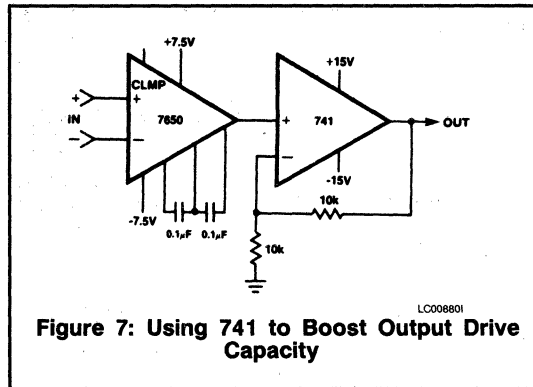 +7.5V
+15V
CLMP
+
+
7650
+
741
OUT
IN
−
−
−
-7.5V
-15V
0.1μF
0.1μF
10k
10k
LC00880I
Figure 7: Using 741 to Boost Output Drive
Capacity